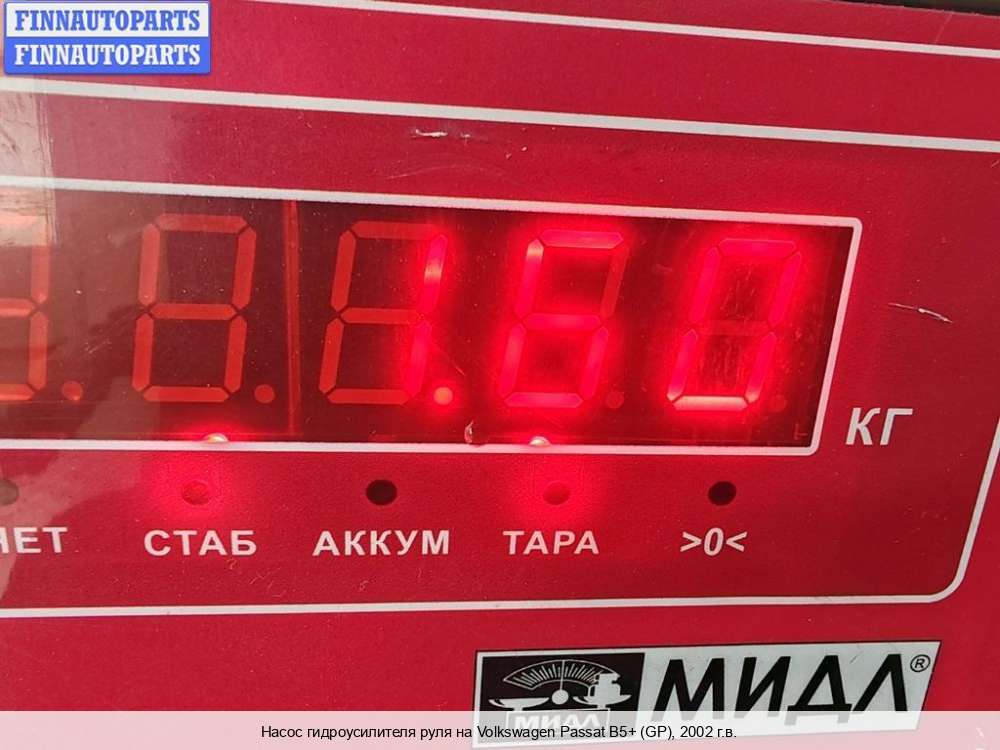 FINNAUTOPARTS
FINNAUTOPARTS
1.60
КГ
СТАБ АККУМ ТАРА >0<
МИДЛ МИДЛ®
Насос гидроусилителя руля на Volkswagen Passat B5+ (GP), 2002 г.в.